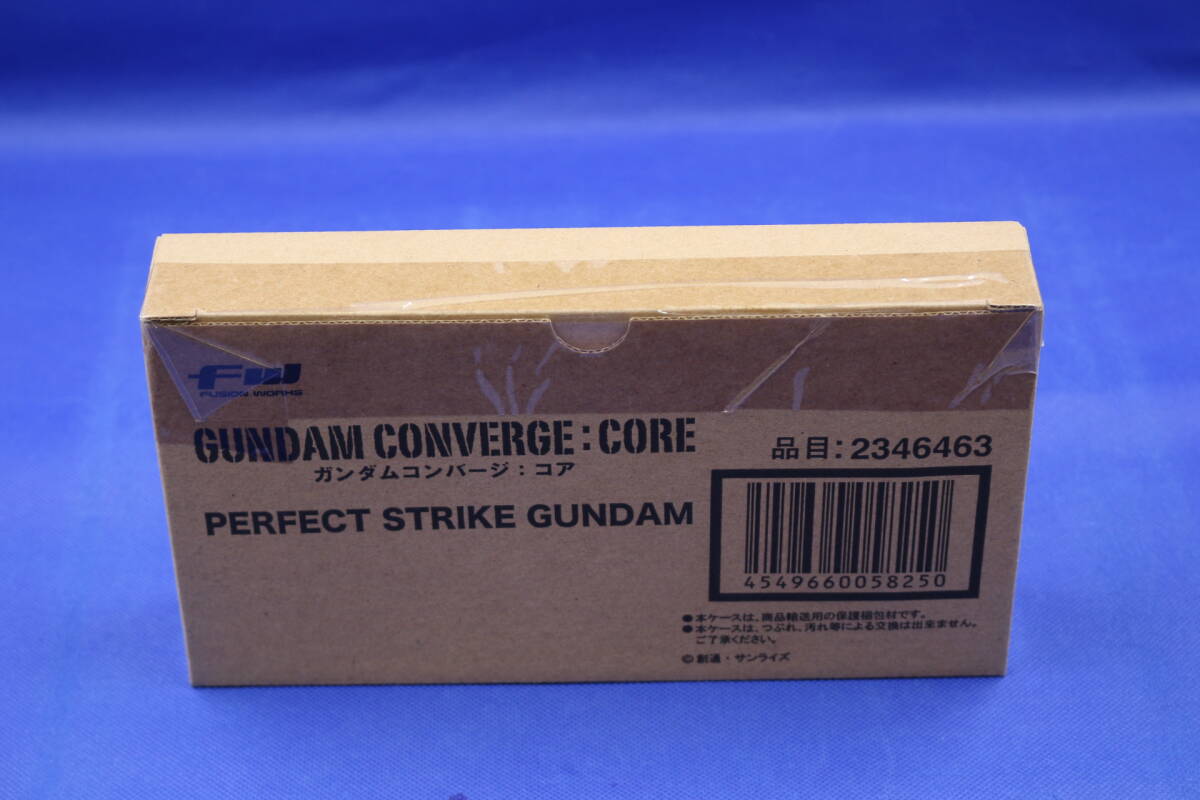 FW
FUSION WORKS
GUNDAM CONVERGE:CORE
ガンダムコンバージ:コア
PERFECT STRIKE GUNDAM
品目:2346463
4549660058250
●本ケースは、商品輸送用の保護梱包材です。
●本ケースは、つぶれ、汚れ等による交換は出来ません。
ご了承ください。
©創通・サンライズ